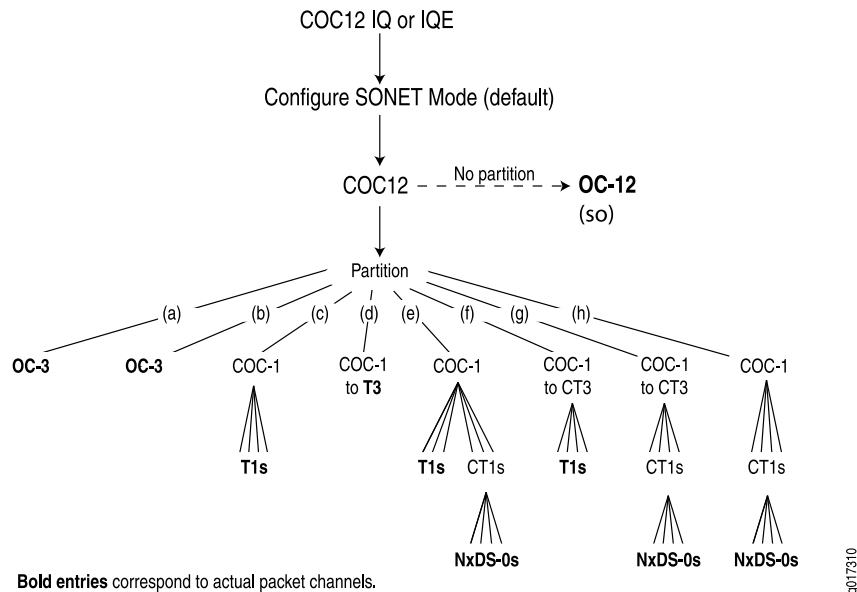 COC12 IQ or IQE
Configure SONET Mode (default)
COC12
No partition
OC-12
(so)
Partition
(a)
(b)
(c)
(d)
(e)
(f)
(g)
(h)
OC-3
OC-3
COC-1
COC-1
to T3
COC-1
COC-1
to CT3
COC-1
to CT3
COC-1
T1s
T1s
CT1s
T1s
CT1s
CT1s
NxDS-0s
NxDS-0s
NxDS-0s
Bold entries correspond to actual packet channels.
g017310